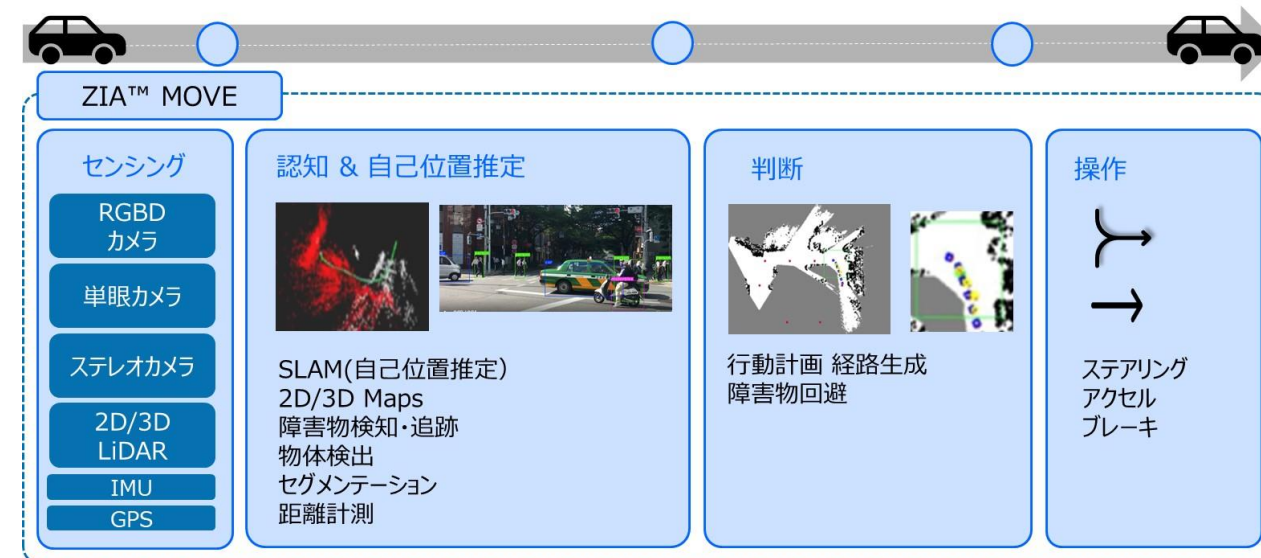 ZIA™ MOVE
センシング
RGBD
カメラ
単眼カメラ
ステレオカメラ
2D/3D
LiDAR
IMU
GPS
認知 & 自己位置推定
SLAM(自己位置推定）
2D/3D Maps
障害物検知・追跡
物体検出
セグメンテーション
距離計測
判断
行動計画 経路生成
障害物回避
操作
ステアリング
アクセル
ブレーキ